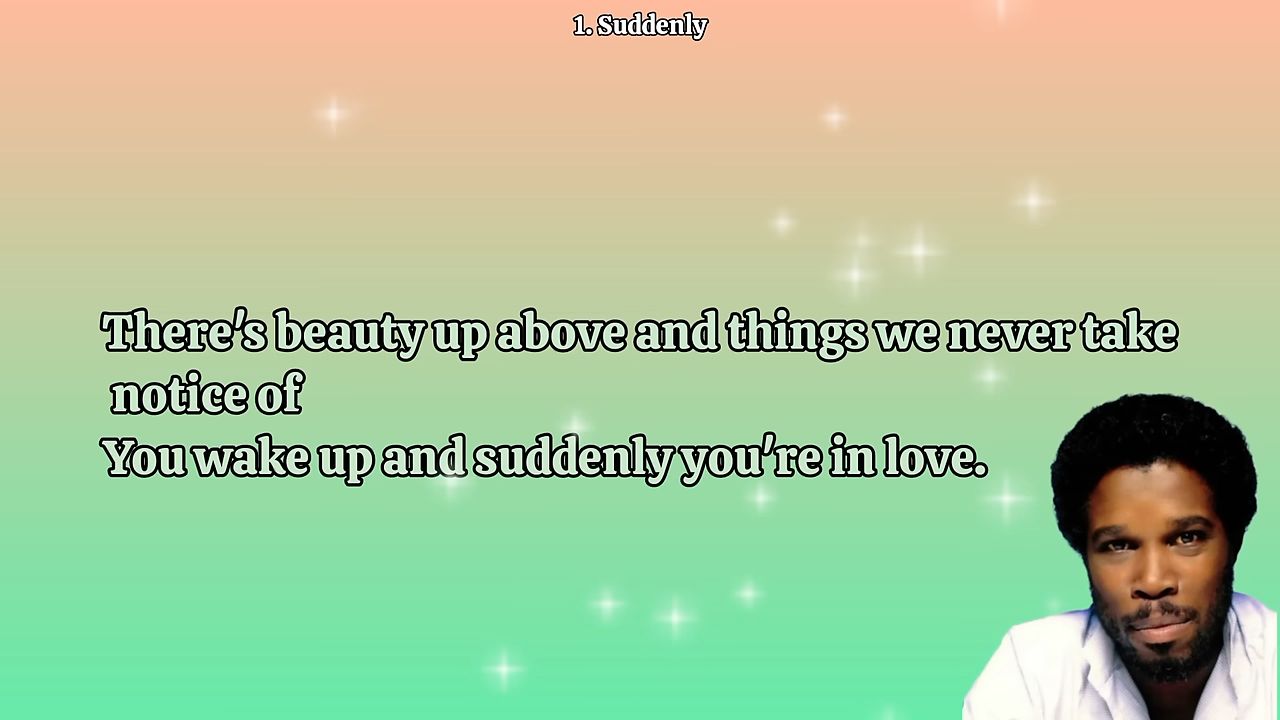 1. Suddenly
There's beauty up above and things we never take
notice of
You wake up and suddenly you're in love.